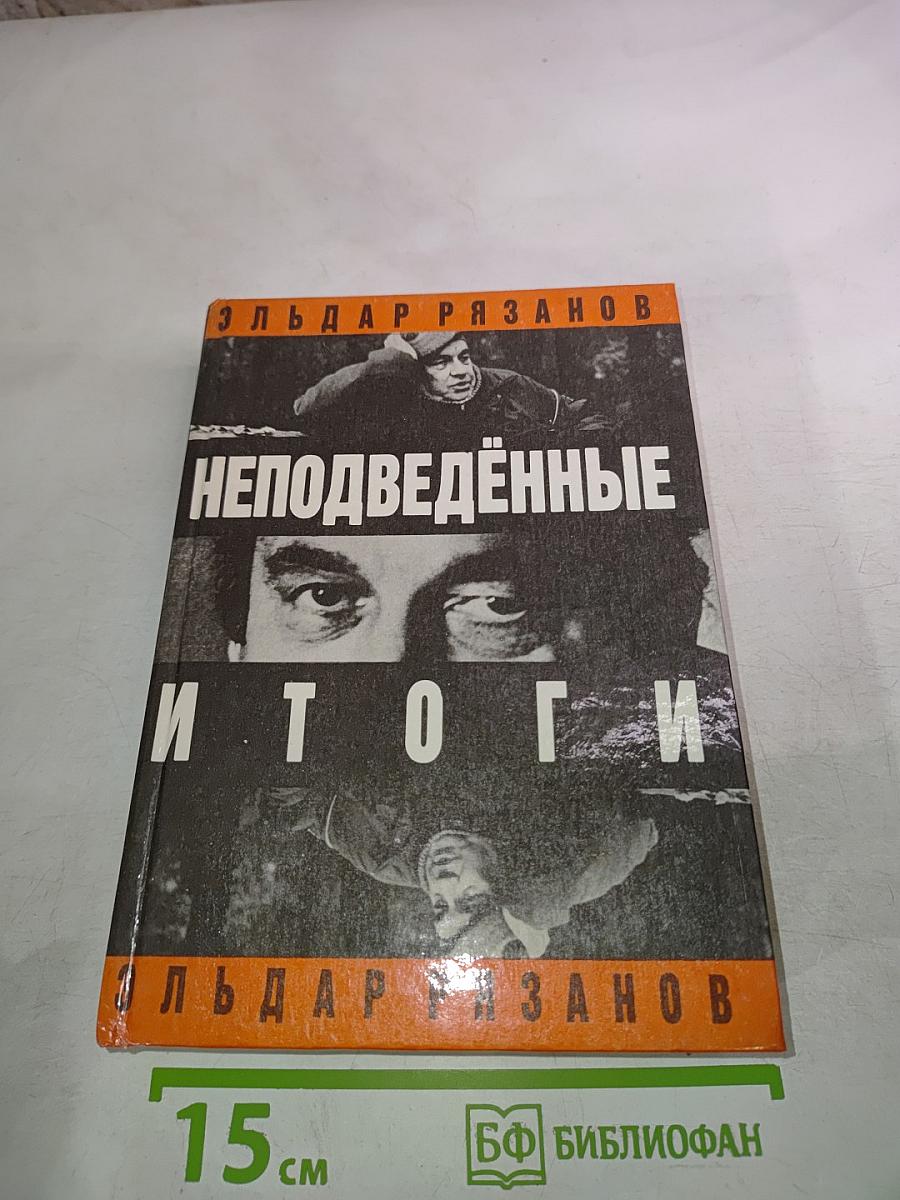 ЭЛЬДАР РЯЗАНОВ
НЕПОДВЕДЁННЫЕ
ИТОГИ
ЭЛЬДАР РЯЗАНОВ
15 см
БФ БИБЛИОФАН